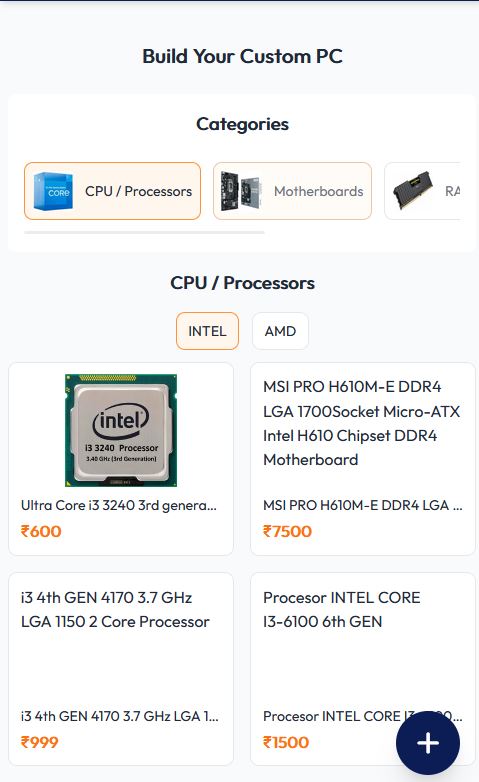 Build Your Custom PC
Categories
CORE
CPU / Processors
Motherboards
RA
CPU / Processors
INTEL
AMD
intel
i3 3240 Processor
3.40 GHz (3rd Generation)
Ultra Core i3 3240 3rd genera...
₹600
MSI PRO H610M-E DDR4
LGA 1700Socket Micro-ATX
Intel H610 Chipset DDR4
Motherboard
MSI PRO H610M-E DDR4 LGA ...
₹7500
i3 4th GEN 4170 3.7 GHz
LGA 1150 2 Core Processor
i3 4th GEN 4170 3.7 GHz LGA 1...
₹999
Procesor INTEL CORE
I3-6100 6th GEN
Procesor INTEL CORE
₹1500